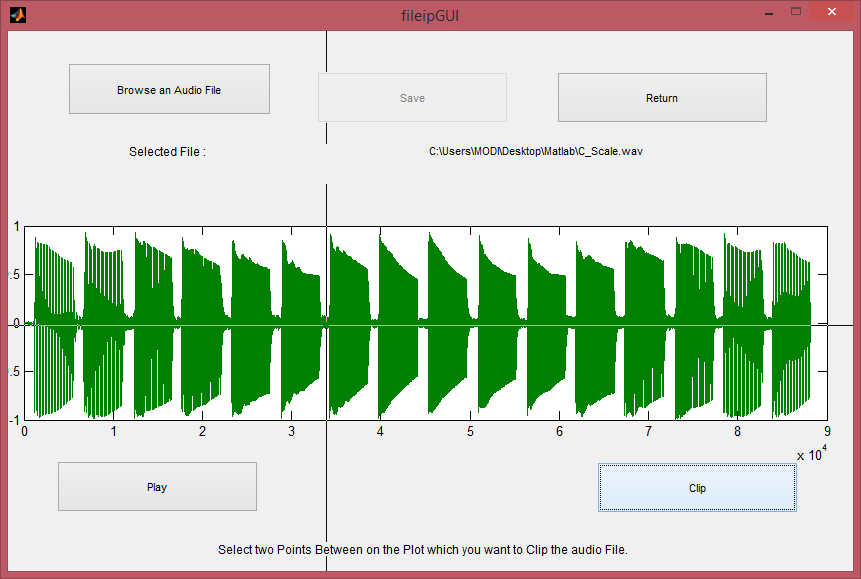 fileipGUI
Browse an Audio File
Save
Return
Selected File :
C:\Users\MODI\Desktop\Matlab\C_Scale.wav
1
0.5
0
0.5
-1
0 1 2 3 4 5 6 7 8 9
x 10^4
Play
Clip
Select two Points Between on the Plot which you want to Clip the audio File.